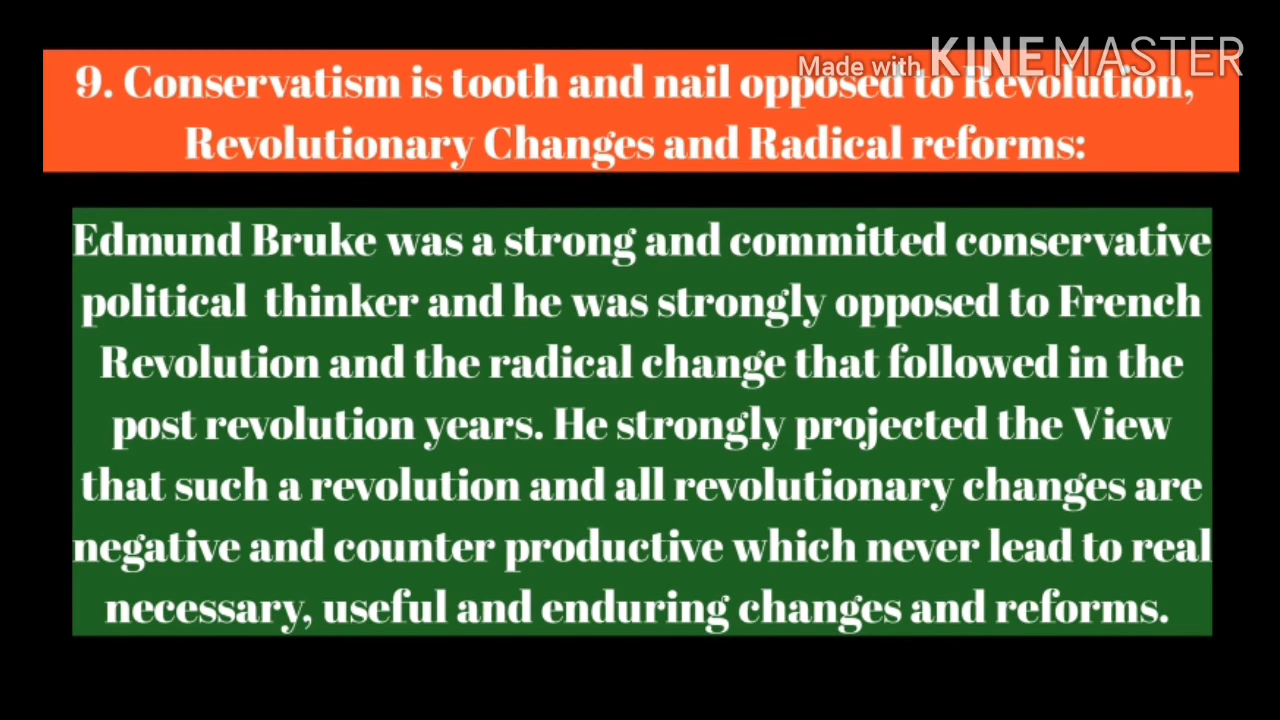 Made with KINEMASTER
9. Conservatism is tooth and nail opposed to Revolution,
Revolutionary Changes and Radical reforms:
Edmund Bruke was a strong and committed conservative
political thinker and he was strongly opposed to French
Revolution and the radical change that followed in the
post revolution years. He strongly projected the View
that such a revolution and all revolutionary changes are
negative and counter productive which never lead to real
necessary, useful and enduring changes and reforms.